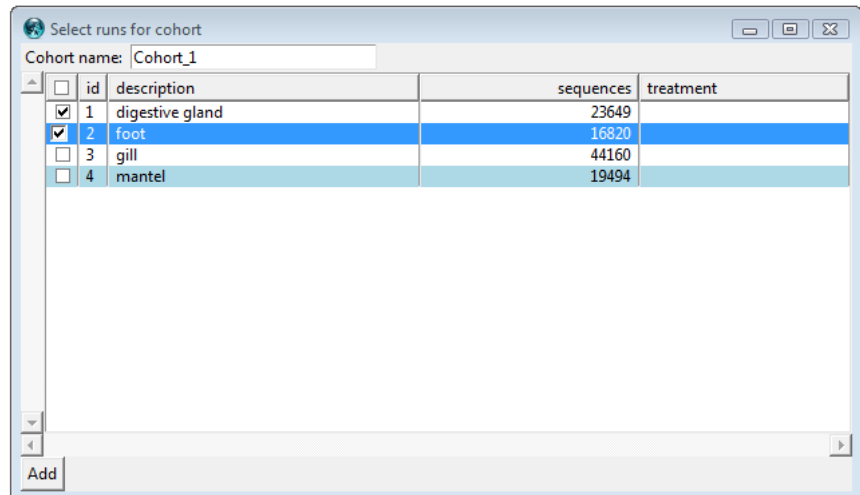 Select runs for cohort
Cohort name: Cohort_1
id description sequences treatment
1 digestive gland 23649
2 foot 16820
3 gill 44160
4 mantel 19494
Add